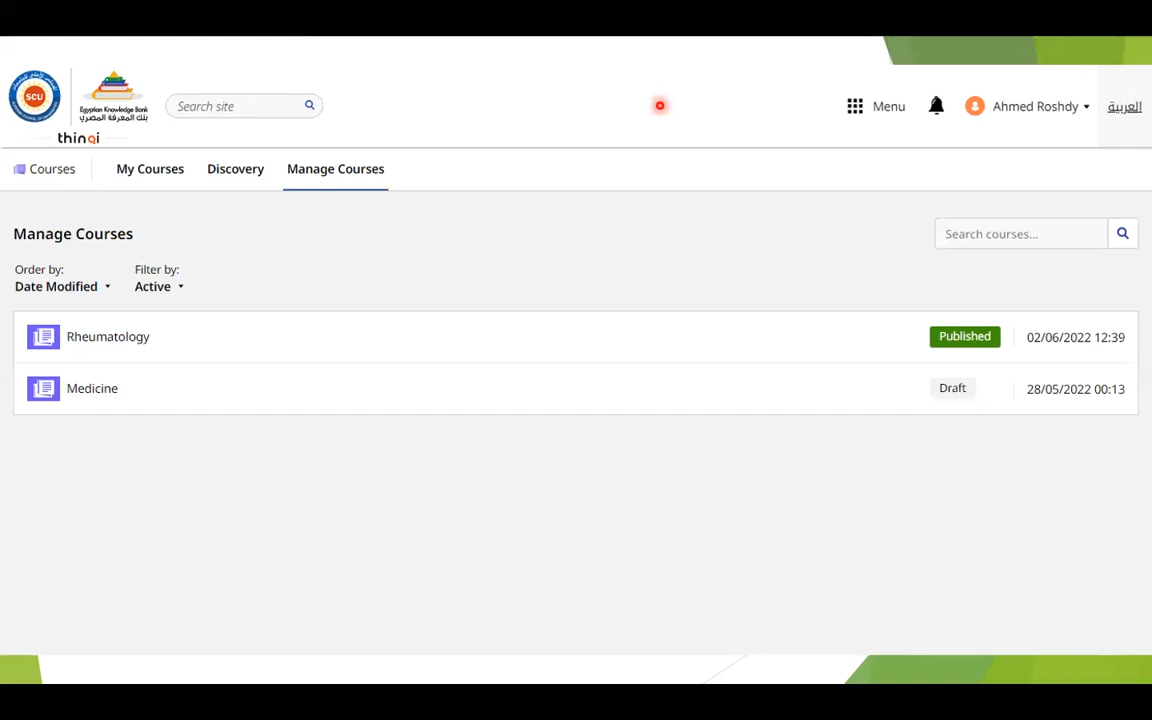 SCU
Egyptian Knowledge Bank
بنك المعرفة المصري
thinqi
Search site
Menu
Ahmed Roshdy
العربية
Courses
My Courses
Discovery
Manage Courses
Manage Courses
Search courses...
Order by:
Filter by:
Date Modified
Active
Rheumatology
Published
02/06/2022 12:39
Medicine
Draft
28/05/2022 00:13